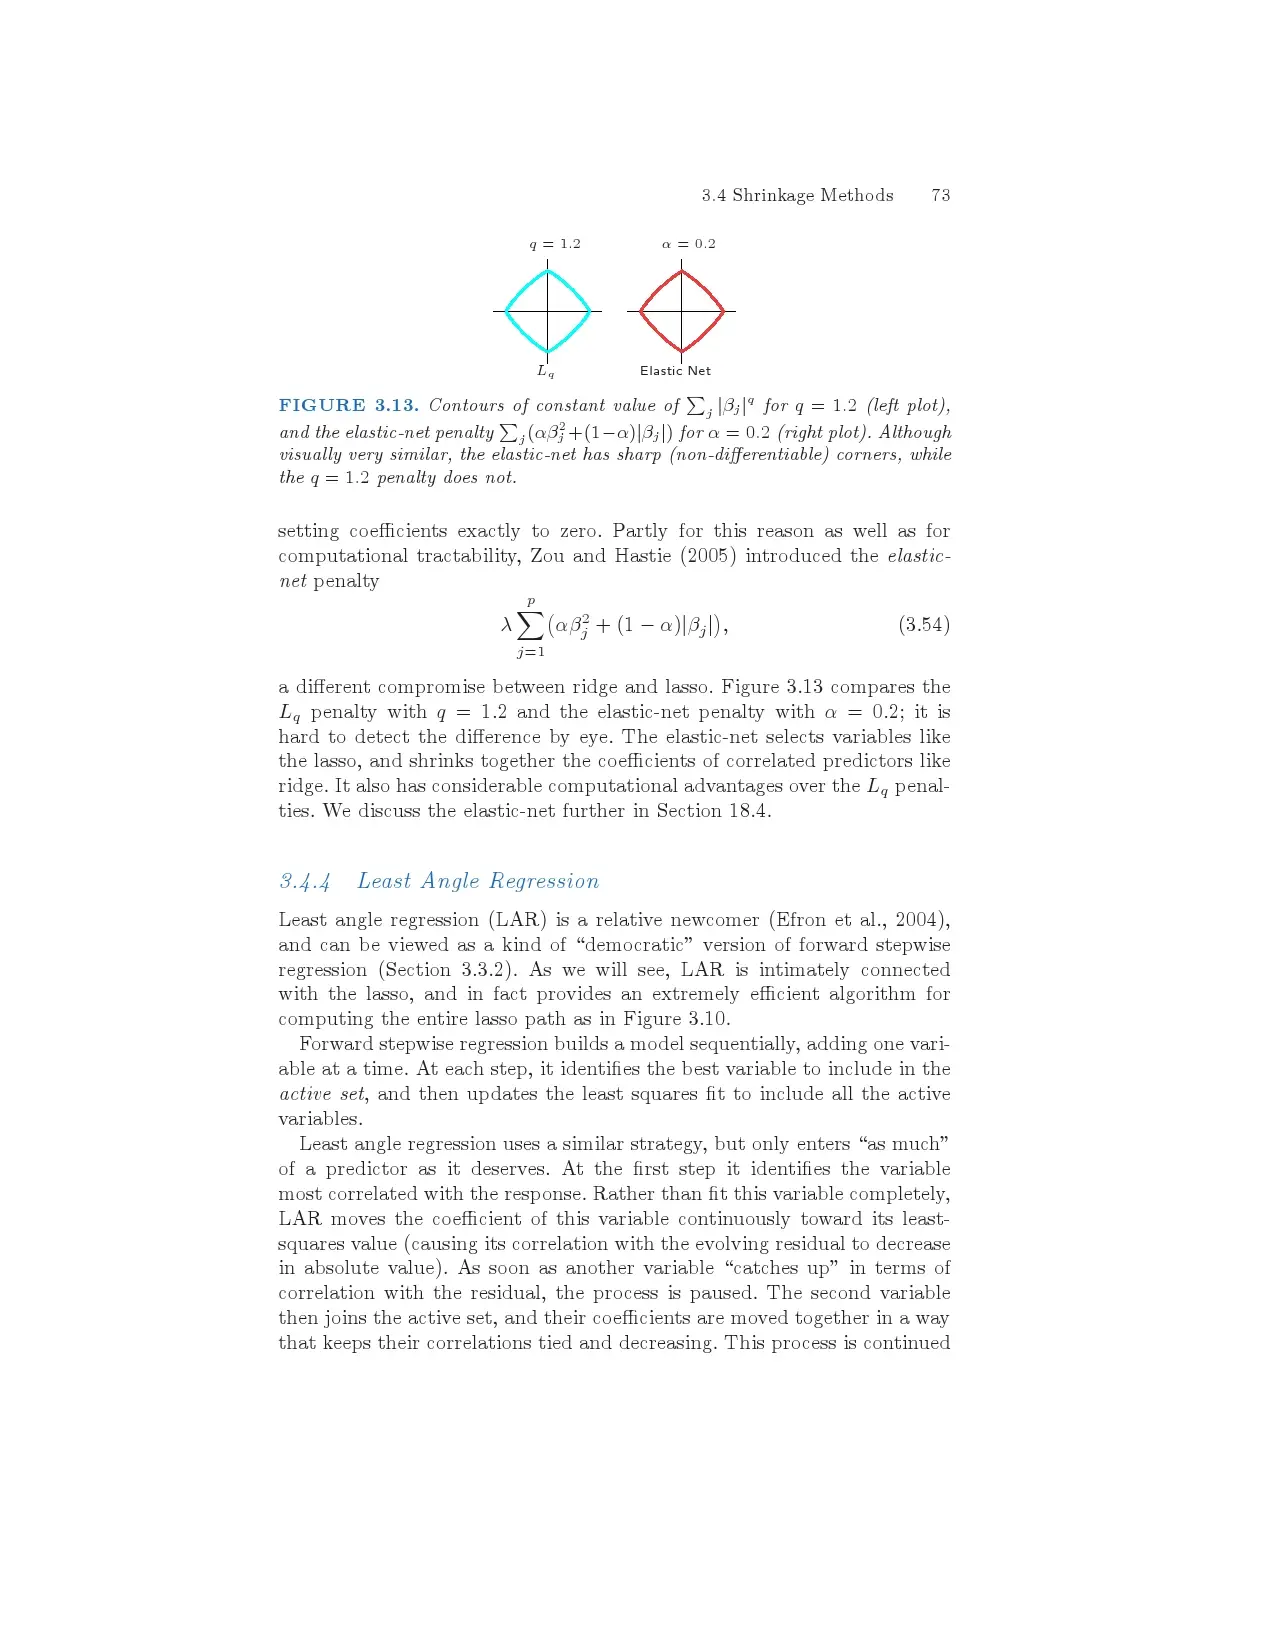 3.4 Shrinkage Methods 73
q = 1.2 α = 0.2
L_q Elastic Net
FIGURE 3.13. Contours of constant value of ∑_j |β_j|^q for q = 1.2 (left plot),
and the elastic-net penalty ∑_j(αβ_j^2+(1−α)|β_j|) for α = 0.2 (right plot). Although
visually very similar, the elastic-net has sharp (non-differentiable) corners, while
the q = 1.2 penalty does not.
setting coefficients exactly to zero. Partly for this reason as well as for
computational tractability, Zou and Hastie (2005) introduced the elastic-
net penalty
λ ∑_{j=1}^{p} (αβ_j^2 + (1 − α)|β_j|), (3.54)
a different compromise between ridge and lasso. Figure 3.13 compares the
L_q penalty with q = 1.2 and the elastic-net penalty with α = 0.2; it is
hard to detect the difference by eye. The elastic-net selects variables like
the lasso, and shrinks together the coefficients of correlated predictors like
ridge. It also has considerable computational advantages over the L_q penal-
ties. We discuss the elastic-net further in Section 18.4.
3.4.4 Least Angle Regression
Least angle regression (LAR) is a relative newcomer (Efron et al., 2004),
and can be viewed as a kind of “democratic” version of forward stepwise
regression (Section 3.3.2). As we will see, LAR is intimately connected
with the lasso, and in fact provides an extremely efficient algorithm for
computing the entire lasso path as in Figure 3.10.
Forward stepwise regression builds a model sequentially, adding one vari-
able at a time. At each step, it identifies the best variable to include in the
active set, and then updates the least squares fit to include all the active
variables.
Least angle regression uses a similar strategy, but only enters “as much”
of a predictor as it deserves. At the first step it identifies the variable
most correlated with the response. Rather than fit this variable completely,
LAR moves the coefficient of this variable continuously toward its least-
squares value (causing its correlation with the evolving residual to decrease
in absolute value). As soon as another variable “catches up” in terms of
correlation with the residual, the process is paused. The second variable
then joins the active set, and their coefficients are moved together in a way
that keeps their correlations tied and decreasing. This process is continued